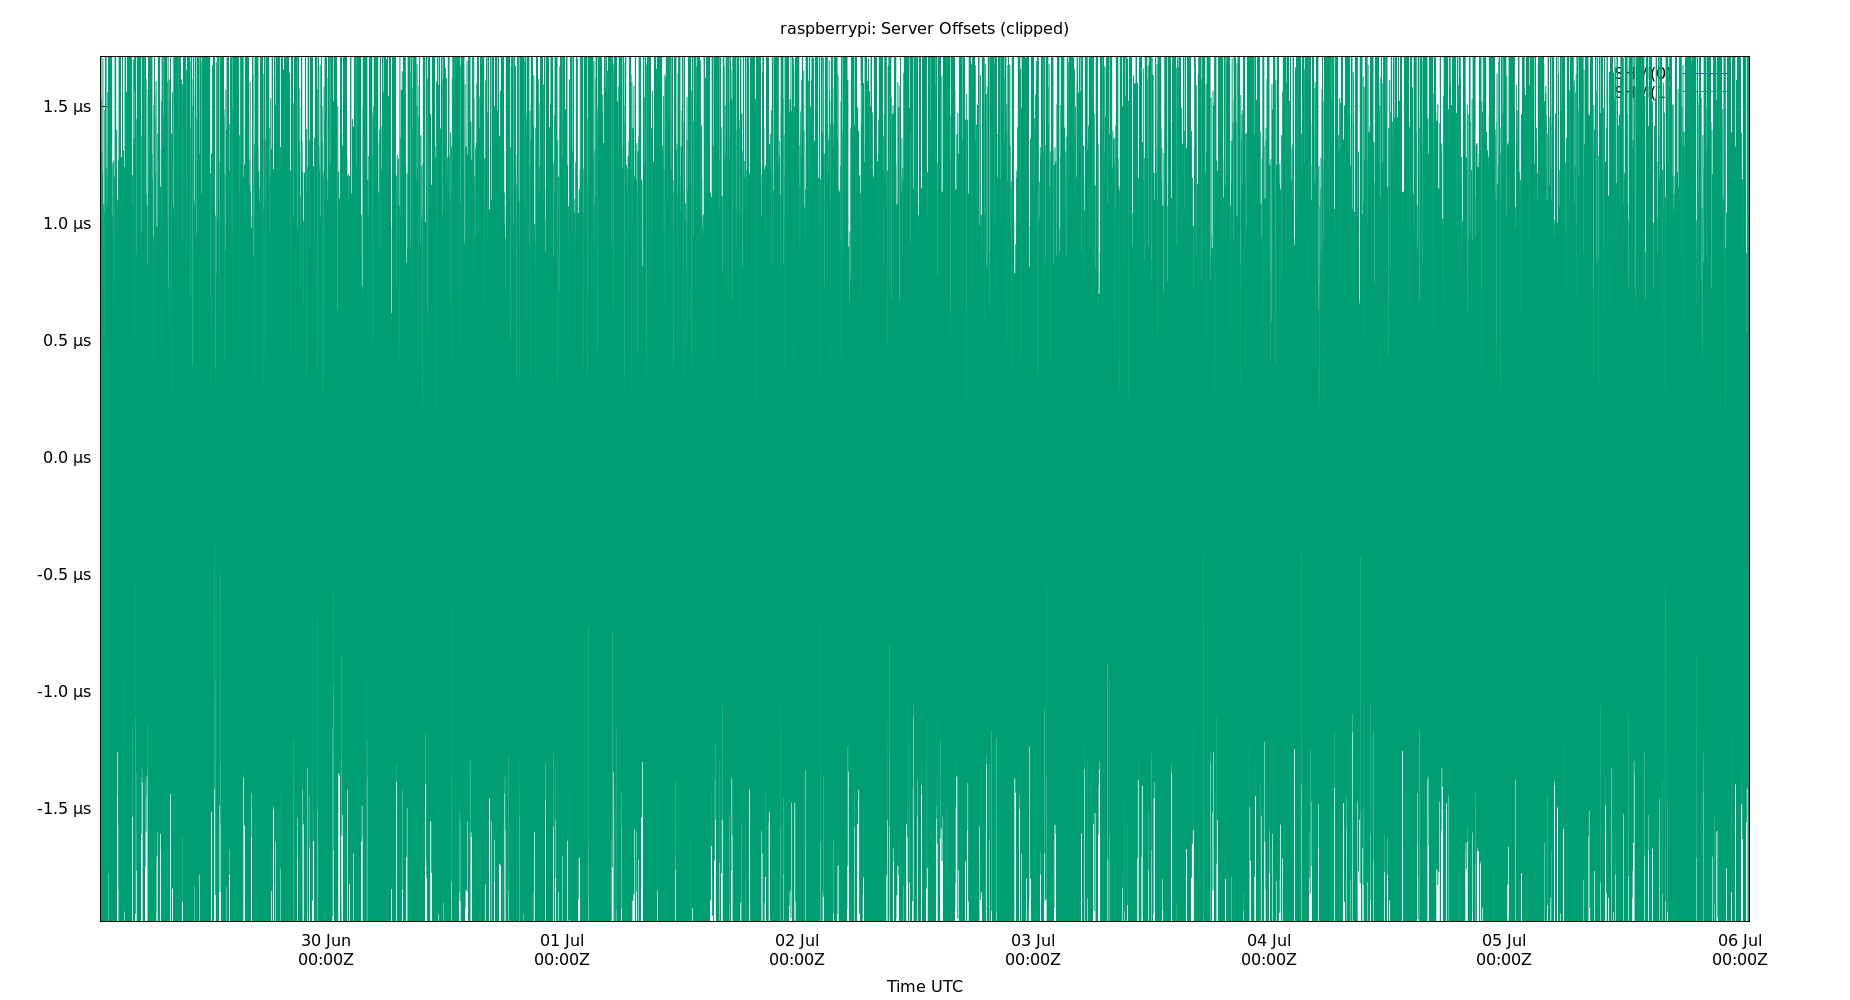 raspberrypi: Server Offsets (clipped)
1.5 µs
1.0 µs
0.5 µs
0.0 µs
-0.5 µs
-1.0 µs
-1.5 µs
30 Jun
00:00Z
01 Jul
00:00Z
02 Jul
00:00Z
03 Jul
00:00Z
04 Jul
00:00Z
05 Jul
00:00Z
06 Jul
00:00Z
Time UTC